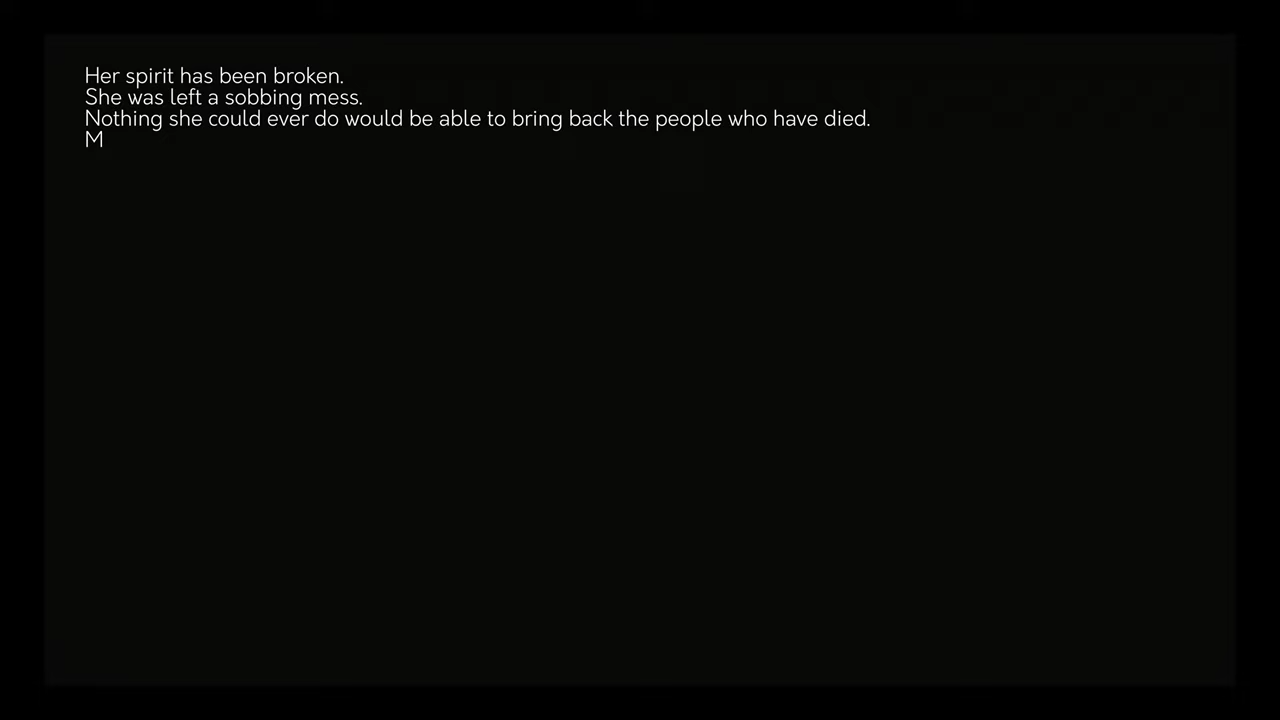 Her spirit has been broken.
She was left a sobbing mess.
Nothing she could ever do would be able to bring back the people who have died.
M